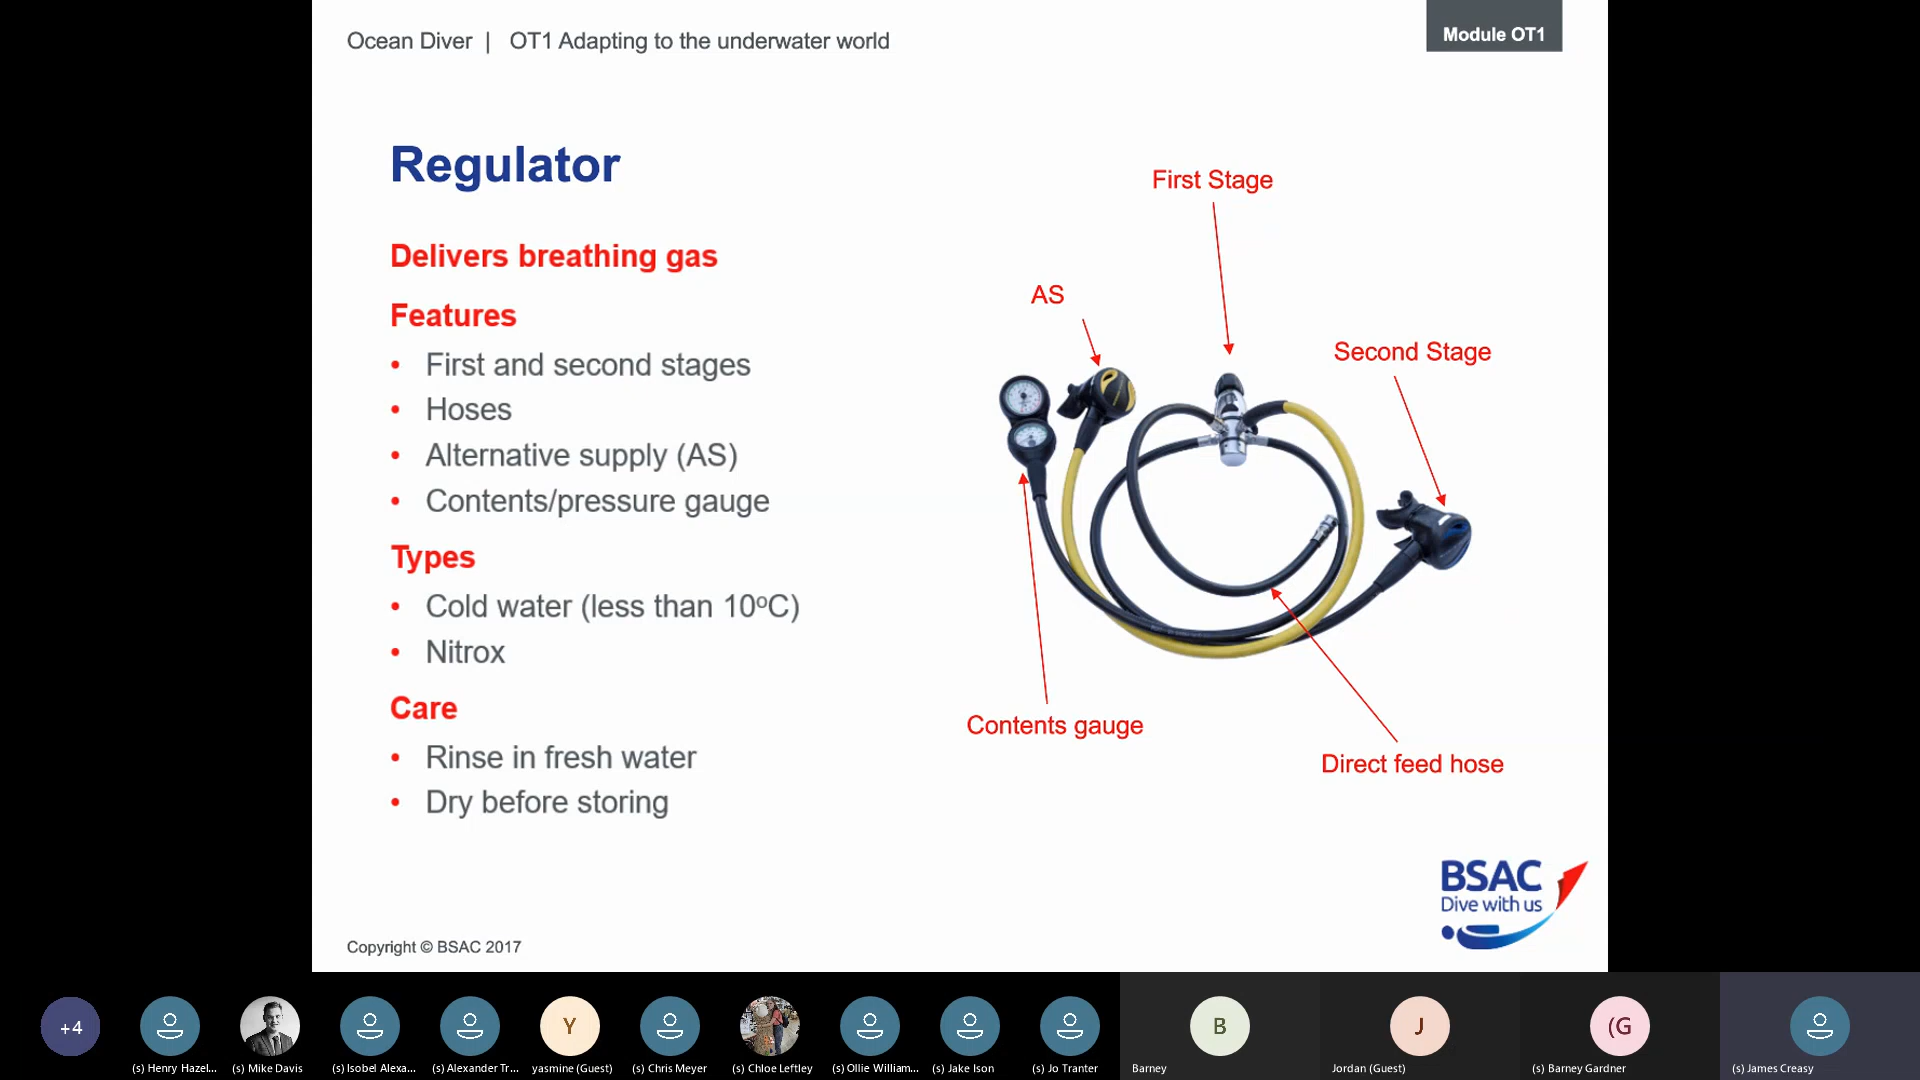 Ocean Diver | OT1 Adapting to the underwater world
Module OT1
Regulator
Delivers breathing gas
Features
• First and second stages
• Hoses
• Alternative supply (AS)
• Contents/pressure gauge
Types
• Cold water (less than 10ºC)
• Nitrox
Care
• Rinse in fresh water
• Dry before storing
First Stage
AS
Second Stage
Contents gauge
Direct feed hose
BSAC
Dive with us
Copyright © BSAC 2017
+4
Y
B
J
(G
(s) Henry Hazel...
(s) Mike Davis
(s) Isobel Alexa...
(s) Alexander Tr...
yasmine (Guest)
(s) Chris Meyer
(s) Chloe Leftley
(s) Ollie William...
(s) Jake Ison
(s) Jo Tranter
Barney
Jordan (Guest)
(s) Barney Gardner
(s) James Creasy